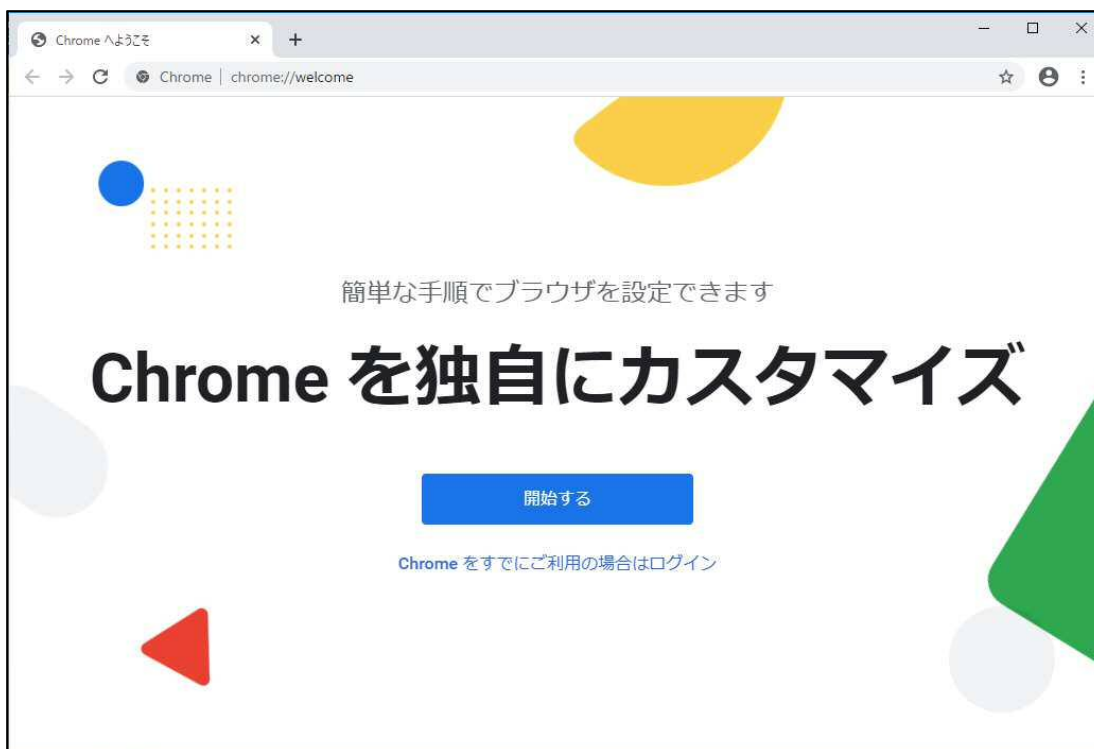 Chrome へようこそ
Chrome | chrome://welcome
簡単な手順でブラウザを設定できます
Chrome を独自にカスタマイズ
開始する
Chrome をすでにご利用の場合はログイン